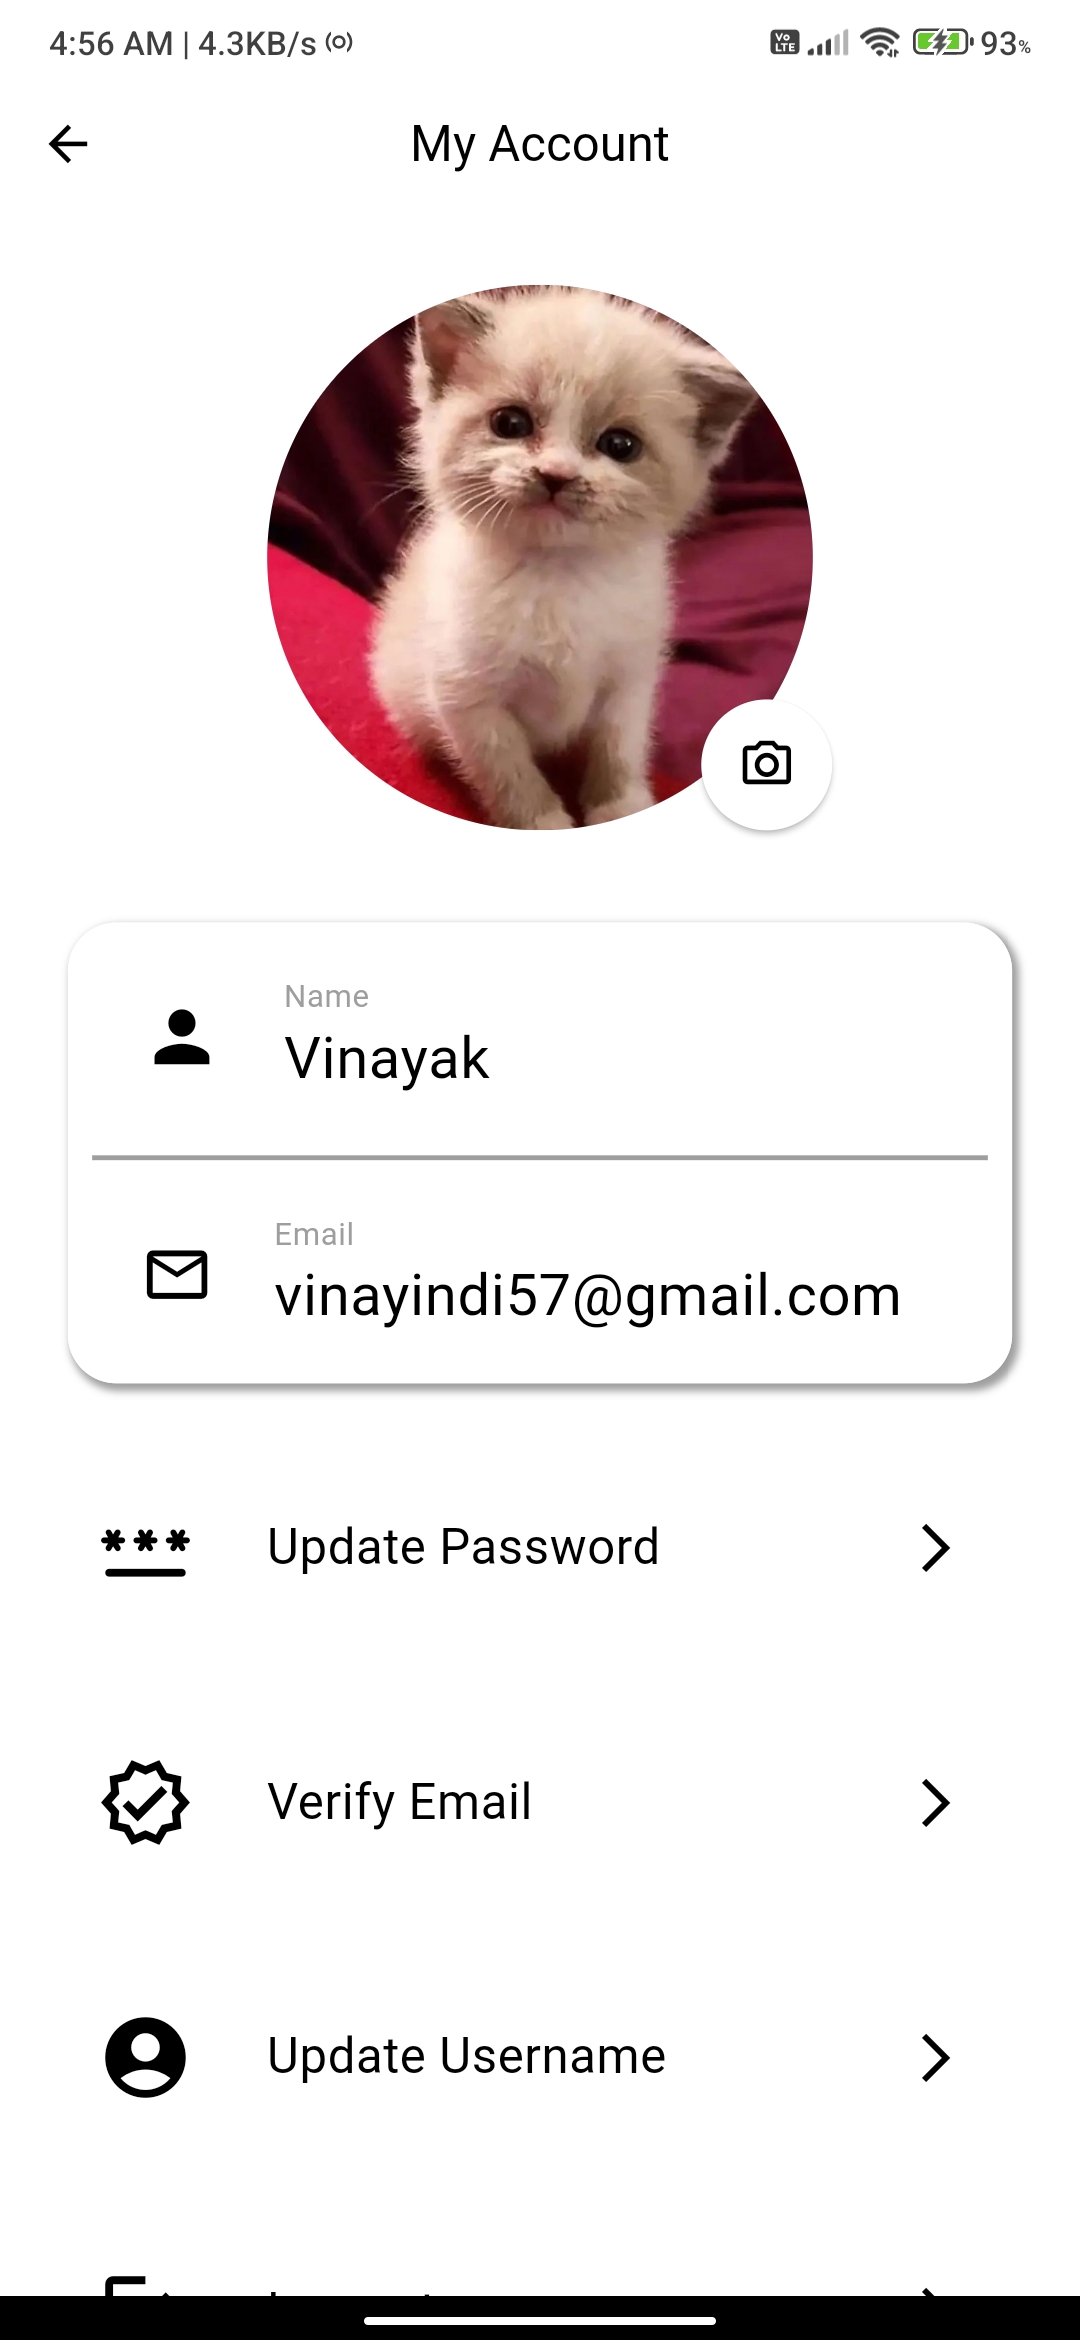 4:56 AM | 4.3KB/s
Vo LTE
93%
My Account
Name
Vinayak
Email
vinayindi57@gmail.com
Update Password
Verify Email
Update Username